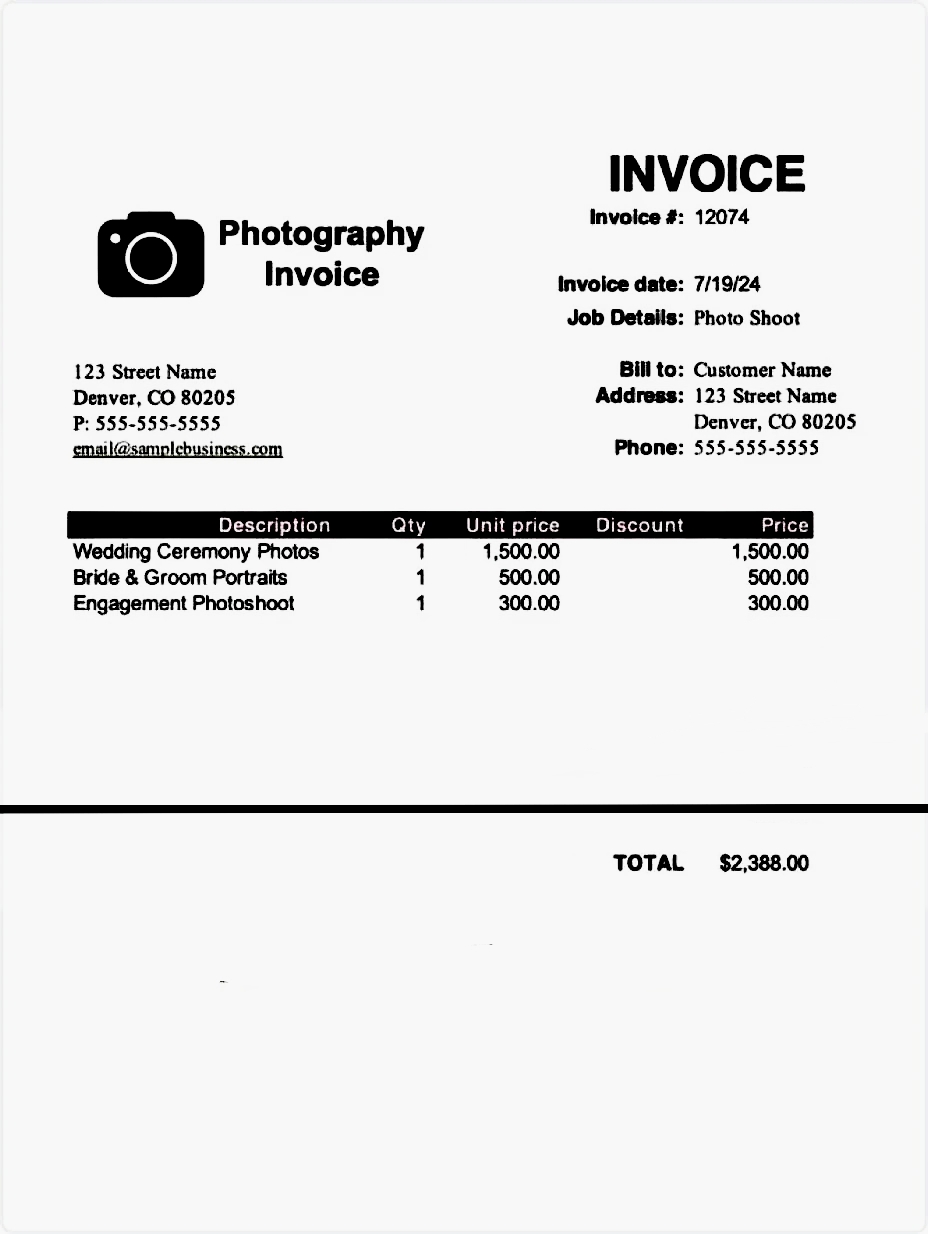 INVOICE
Invoice #: 12074
Photography
Invoice
Invoice date: 7/19/24
Job Details: Photo Shoot
123 Street Name
Denver, CO 80205
P: 555-555-5555
email@samplebusiness.com
Bill to: Customer Name
Address: 123 Street Name
Denver, CO 80205
Phone: 555-555-5555
Description Qty Unit price Discount Price
Wedding Ceremony Photos 1 1,500.00 1,500.00
Bride & Groom Portraits 1 500.00 500.00
Engagement Photoshoot 1 300.00 300.00
TOTAL $2,388.00